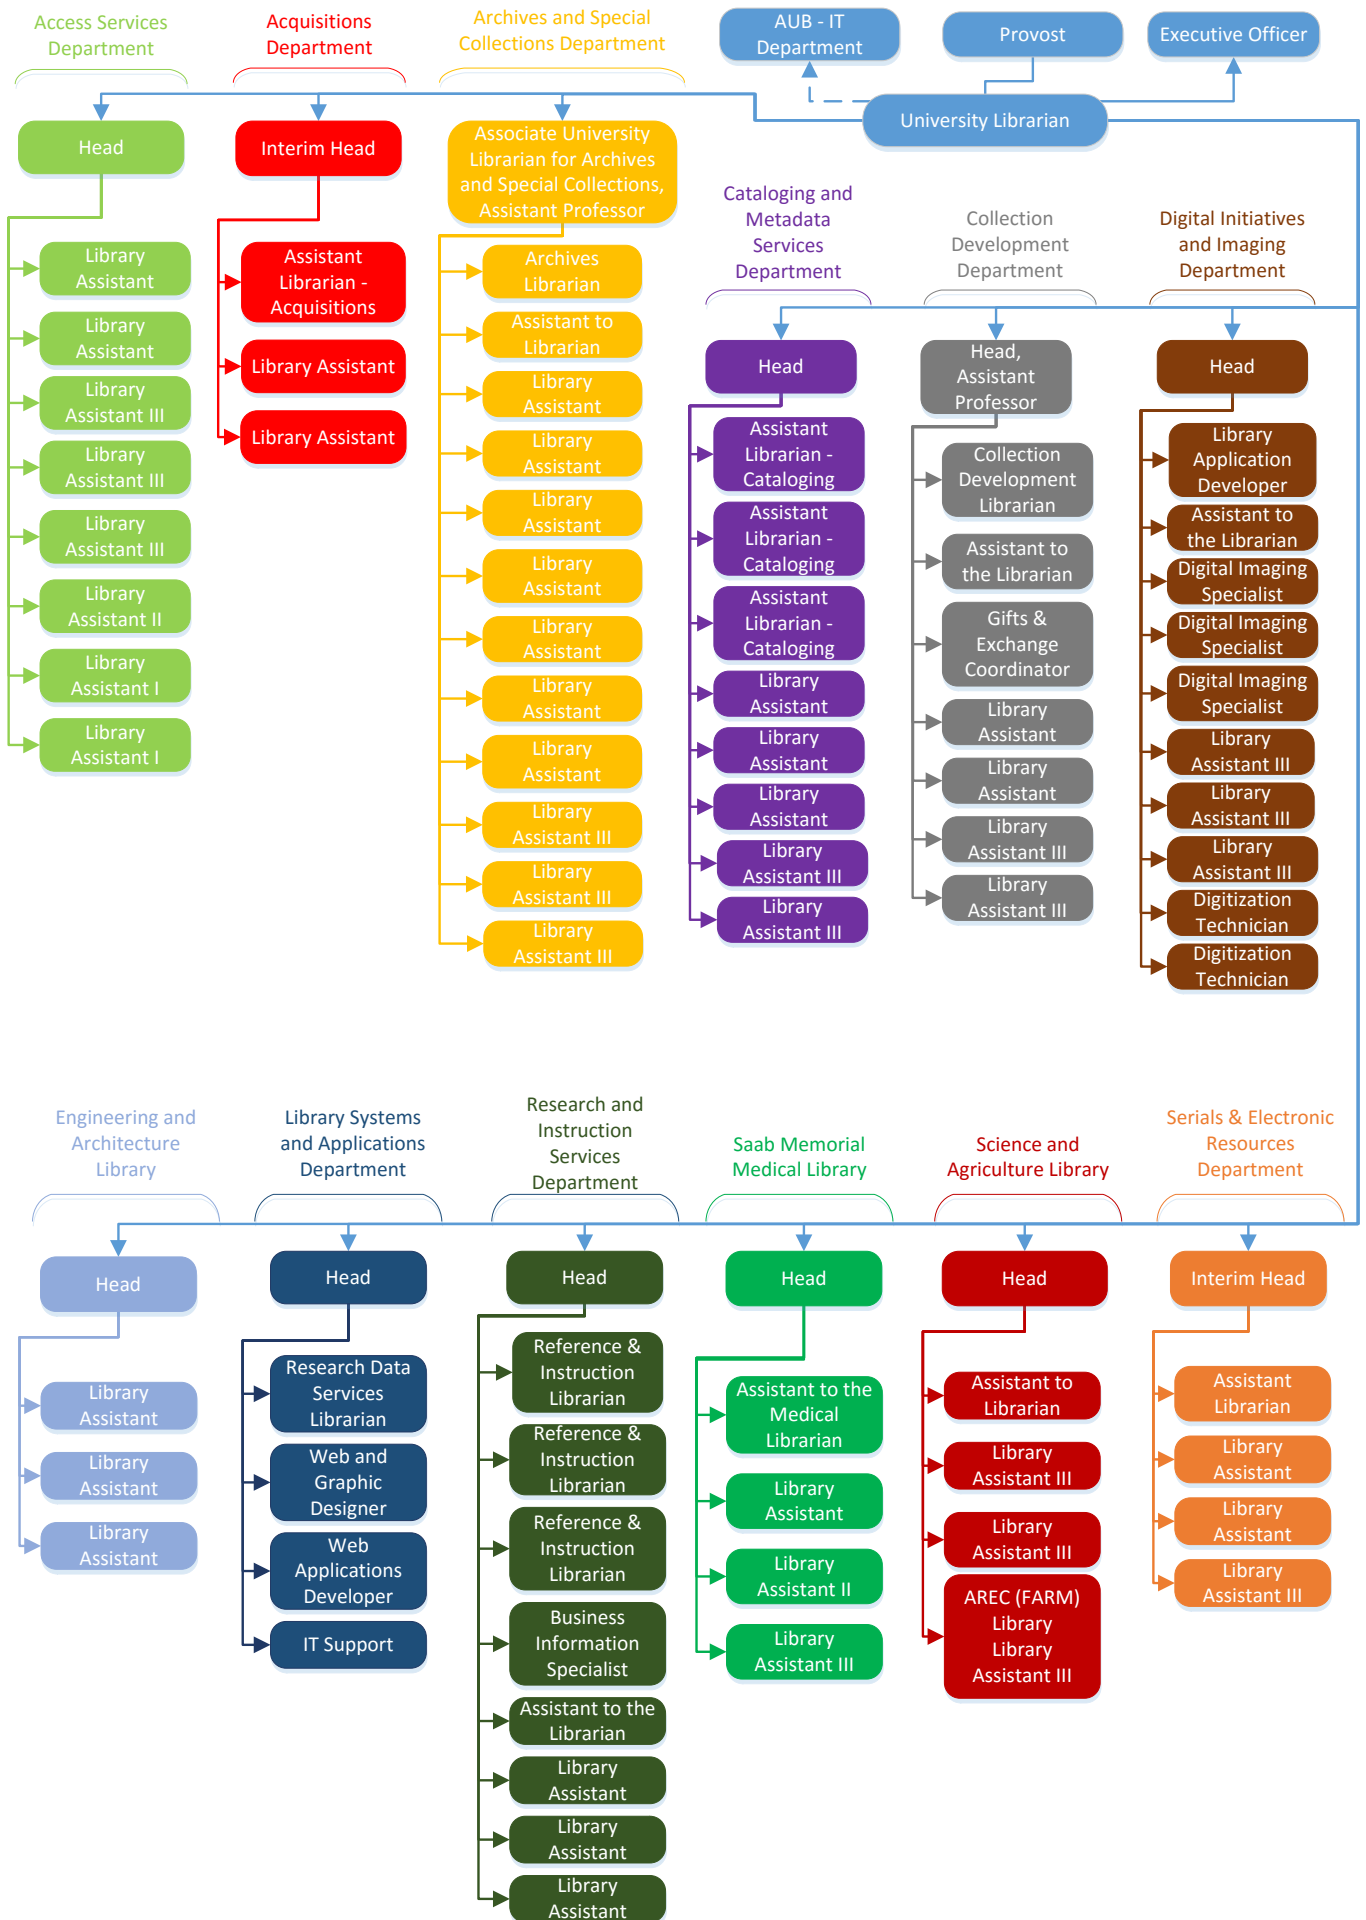 Access Services
Department
Acquisitions
Department
Archives and Special
Collections Department
AUB - IT
Department
Provost
Executive Officer
University Librarian
Head
Interim Head
Associate University
Librarian for Archives
and Special Collections,
Assistant Professor
Library
Assistant
Library
Assistant
Library
Assistant III
Library
Assistant III
Library
Assistant III
Library
Assistant II
Library
Assistant I
Library
Assistant I
Assistant
Librarian -
Acquisitions
Library Assistant
Library Assistant
Archives
Librarian
Assistant to
Librarian
Library
Assistant
Library
Assistant
Library
Assistant
Library
Assistant
Library
Assistant
Library
Assistant
Library
Assistant
Library
Assistant III
Library
Assistant III
Library
Assistant III
Cataloging and
Metadata
Services
Department
Collection
Development
Department
Digital Initiatives
and Imaging
Department
Head
Head,
Assistant
Professor
Head
Assistant
Librarian -
Cataloging
Assistant
Librarian -
Cataloging
Assistant
Librarian -
Cataloging
Library
Assistant
Library
Assistant
Library
Assistant
Library
Assistant III
Library
Assistant III
Collection
Development
Librarian
Assistant to
the Librarian
Gifts &
Exchange
Coordinator
Library
Assistant
Library
Assistant
Library
Assistant III
Library
Assistant III
Library
Application
Developer
Assistant to
the Librarian
Digital Imaging
Specialist
Digital Imaging
Specialist
Digital Imaging
Specialist
Library
Assistant III
Library
Assistant III
Library
Assistant III
Digitization
Technician
Digitization
Technician
Engineering and
Architecture
Library
Library Systems
and Applications
Department
Research and
Instruction
Services
Department
Saab Memorial
Medical Library
Science and
Agriculture Library
Serials & Electronic
Resources
Department
Head
Head
Head
Head
Head
Interim Head
Library
Assistant
Library
Assistant
Library
Assistant
Research Data
Services
Librarian
Web and
Graphic
Designer
Web
Applications
Developer
IT Support
Reference &
Instruction
Librarian
Reference &
Instruction
Librarian
Reference &
Instruction
Librarian
Business
Information
Specialist
Assistant to the
Librarian
Library
Assistant
Library
Assistant
Library
Assistant
Assistant to the
Medical
Librarian
Library
Assistant
Library
Assistant II
Library
Assistant III
Assistant to
Librarian
Library
Assistant III
Library
Assistant III
AREC (FARM)
Library
Library
Assistant III
Assistant
Librarian
Library
Assistant
Library
Assistant
Library
Assistant III